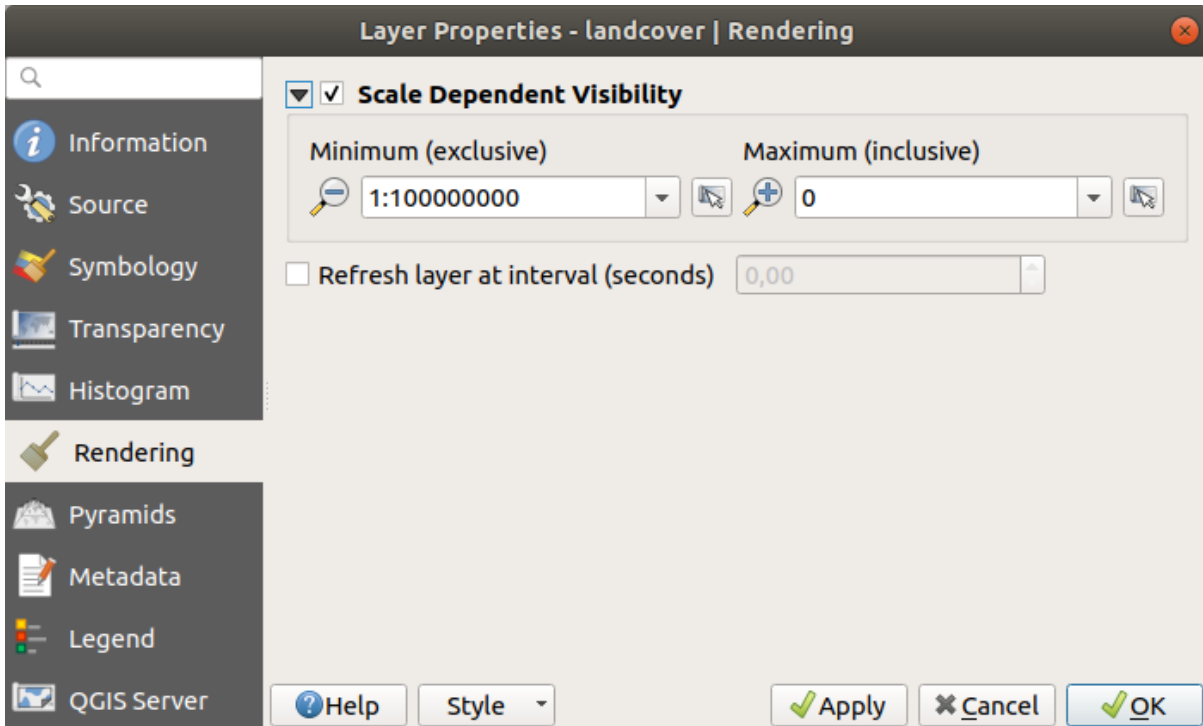 Layer Properties - landcover | Rendering
Information
Source
Symbology
Transparency
Histogram
Rendering
Pyramids
Metadata
Legend
QGIS Server
Scale Dependent Visibility
Minimum (exclusive)
Maximum (inclusive)
1:100000000
0
Refresh layer at interval (seconds)
0,00
Help
Style
Apply
Cancel
OK